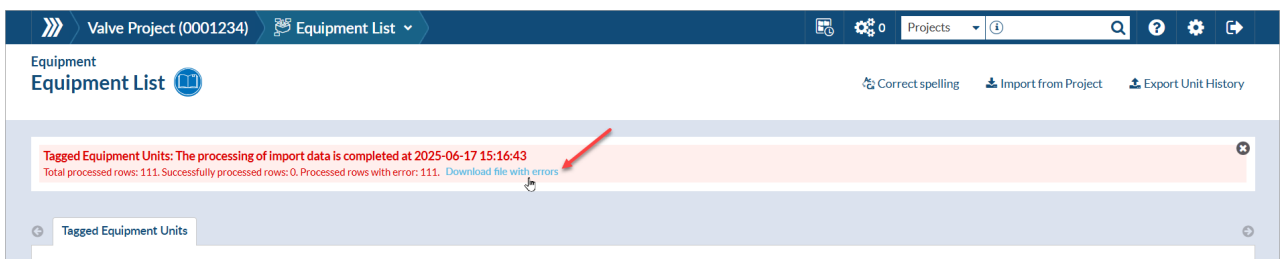 Valve Project (0001234) Equipment List 0 Projects
Equipment
Equipment List Correct spelling Import from Project Export Unit History
Tagged Equipment Units: The processing of import data is completed at 2025-06-17 15:16:43
Total processed rows: 111. Successfully processed rows: 0. Processed rows with error: 111. Download file with errors
Tagged Equipment Units